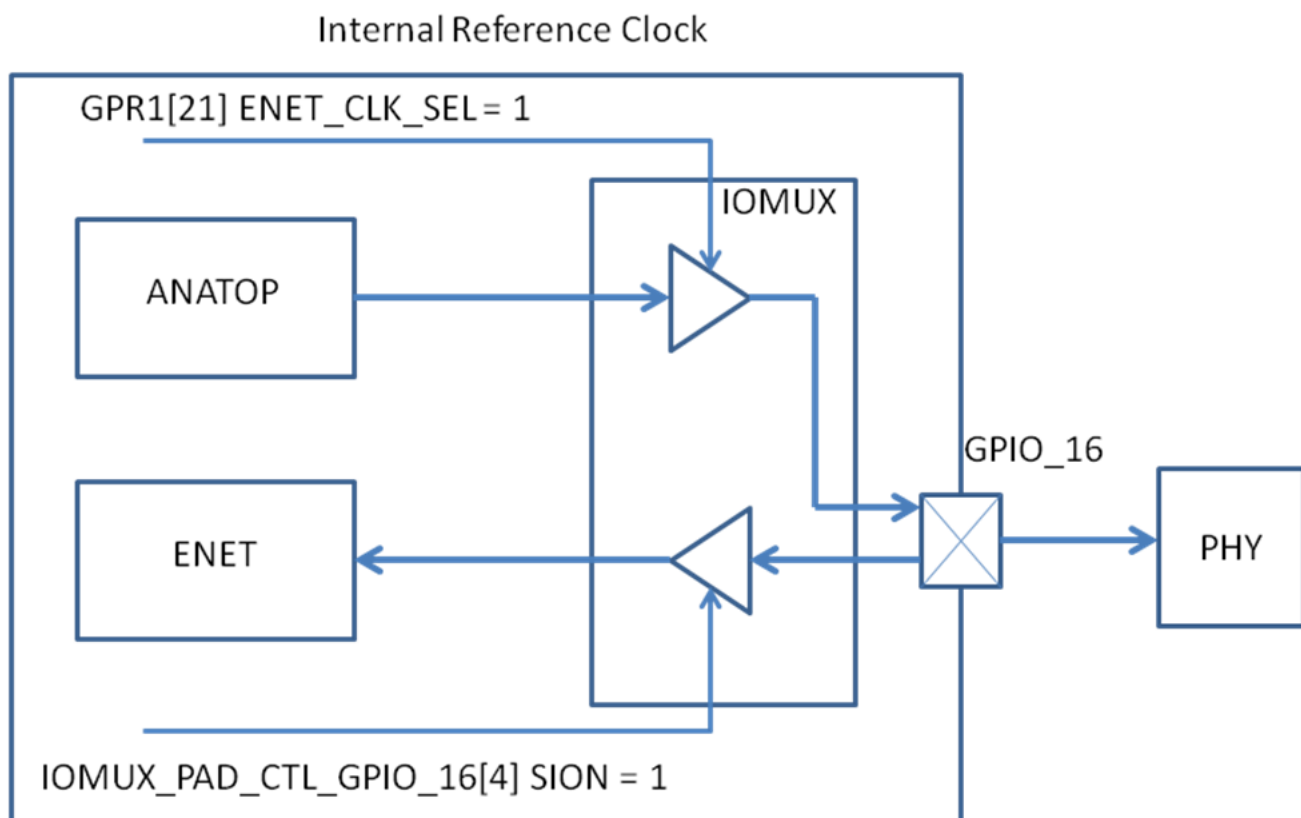 Internal Reference Clock
GPR1[21] ENET_CLK_SEL = 1
IOMUX
ANATOP
GPIO_16
ENET
PHY
IOMUX_PAD_CTL_GPIO_16[4] SION = 1